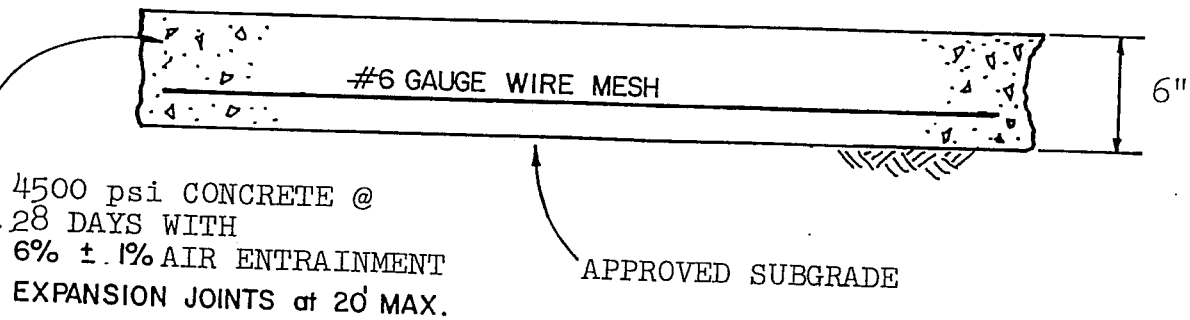 #6 GAUGE WIRE MESH
6"
4500 psi CONCRETE @
28 DAYS WITH
6% ± .1% AIR ENTRAINMENT
EXPANSION JOINTS at 20' MAX.
APPROVED SUBGRADE